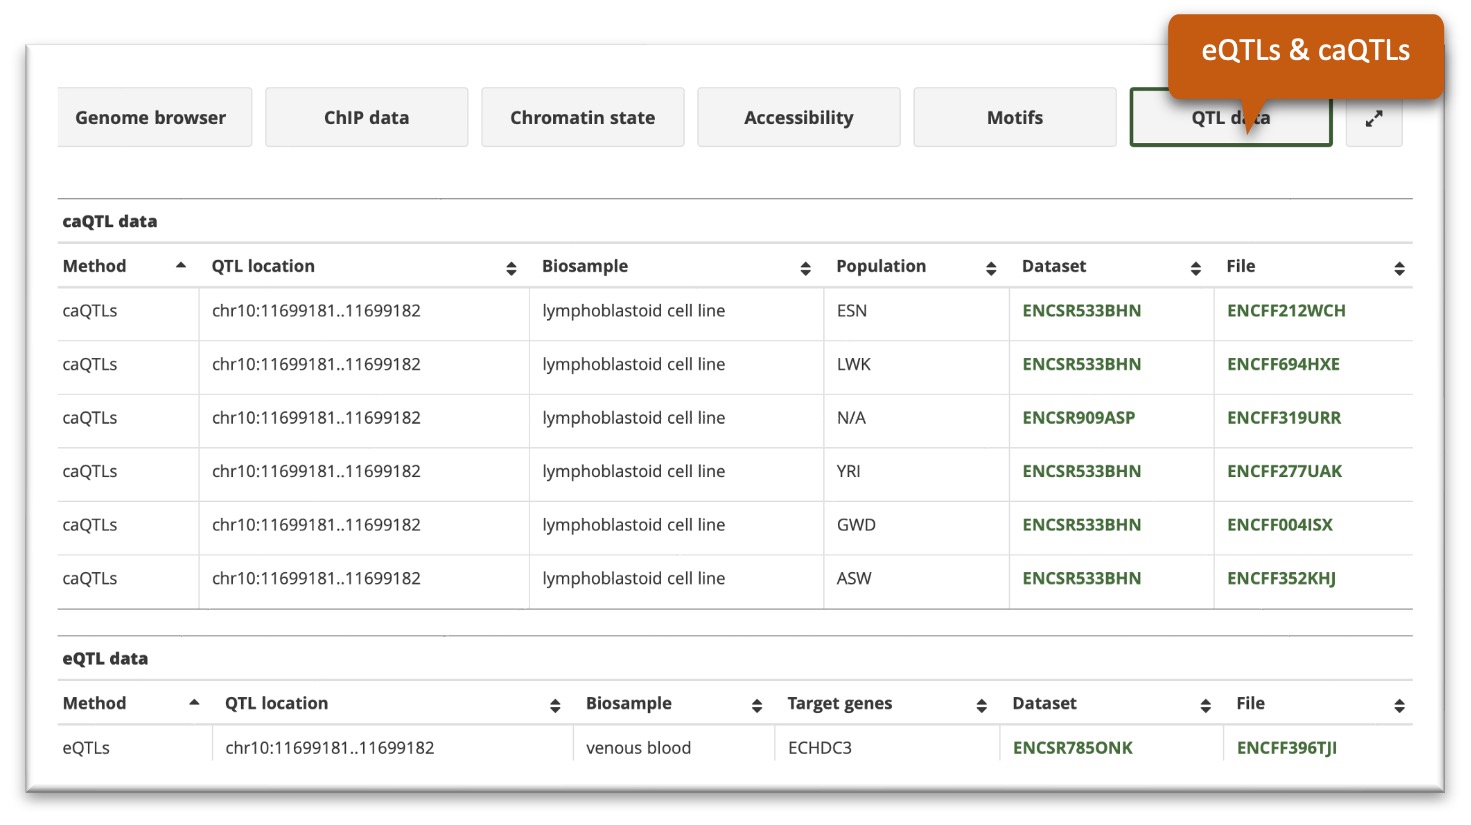 eQTLs & caQTLs
Genome browser ChIP data Chromatin state Accessibility Motifs QTL data
caQTL data
Method QTL location Biosample Population Dataset File
caQTLs chr10:11699181..11699182 lymphoblastoid cell line ESN ENCSR533BHN ENCFF212WCH
caQTLs chr10:11699181..11699182 lymphoblastoid cell line LWK ENCSR533BHN ENCFF694HXE
caQTLs chr10:11699181..11699182 lymphoblastoid cell line N/A ENCSR909ASP ENCFF319URR
caQTLs chr10:11699181..11699182 lymphoblastoid cell line YRI ENCSR533BHN ENCFF277UAK
caQTLs chr10:11699181..11699182 lymphoblastoid cell line GWD ENCSR533BHN ENCFF004ISX
caQTLs chr10:11699181..11699182 lymphoblastoid cell line ASW ENCSR533BHN ENCFF352KHJ
eQTL data
Method QTL location Biosample Target genes Dataset File
eQTLs chr10:11699181..11699182 venous blood ECHDC3 ENCSR785ONK ENCFF396TJI